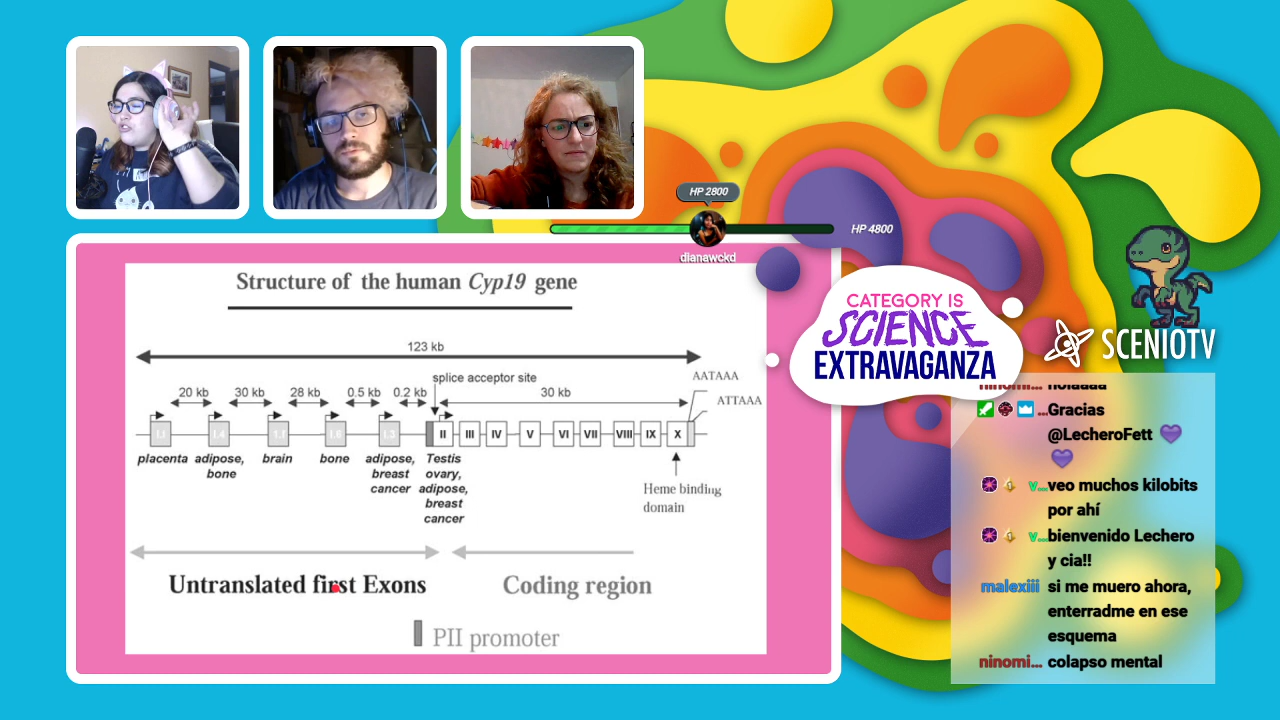 HP 2800
HP 4800
dianawckd
Structure of the human Cyp19 gene
123 kb
splice acceptor site
AATAAA
ATTAAA
20 kb
30 kb
28 kb
0.5 kb
0.2 kb
30 kb
I.1
I.4
I.3
II
III
IV
V
VI
VII
VIII
IX
X
placenta
adipose,
bone
brain
bone
adipose,
breast
cancer
Testis
ovary,
adipose,
breast
cancer
Heme binding
domain
Untranslated first Exons
Coding region
PII promoter
CATEGORY IS
SCIENCE
EXTRAVAGANZA
SCENIOTV
...Gracias
@LecheroFett
v...veo muchos kilobits
por ahí
v...bienvenido Lechero
y cia!!
malexiii si me muero ahora,
enterradme en ese
esquema
ninomi... colapso mental